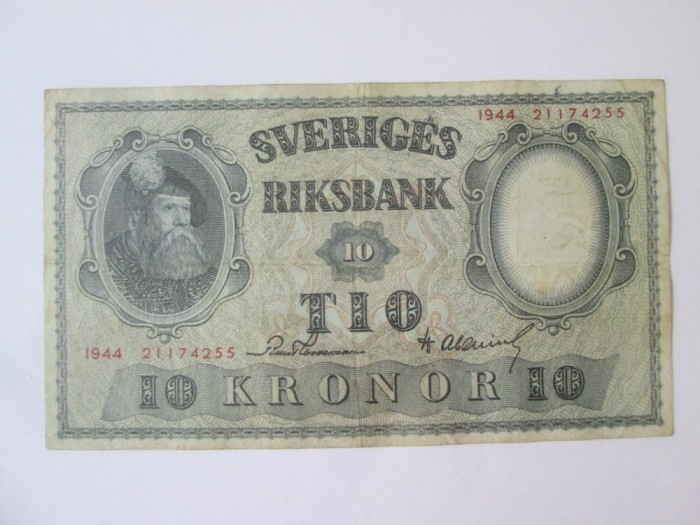 1944 21174255
SVERIGES
RIKSBANK
10
TIO
1944 21174255
10 KRONOR 10